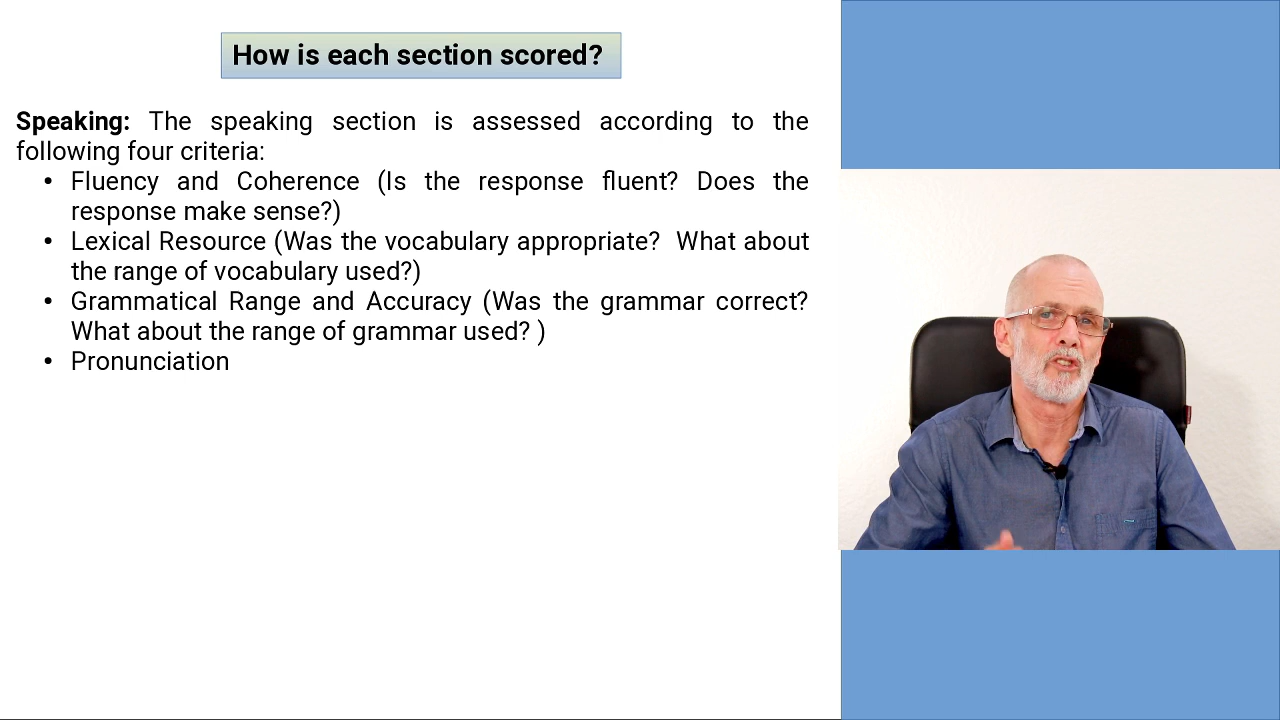 How is each section scored?
Speaking: The speaking section is assessed according to the
following four criteria:
• Fluency and Coherence (Is the response fluent? Does the
response make sense?)
• Lexical Resource (Was the vocabulary appropriate?  What about
the range of vocabulary used?)
• Grammatical Range and Accuracy (Was the grammar correct?
What about the range of grammar used? )
• Pronunciation